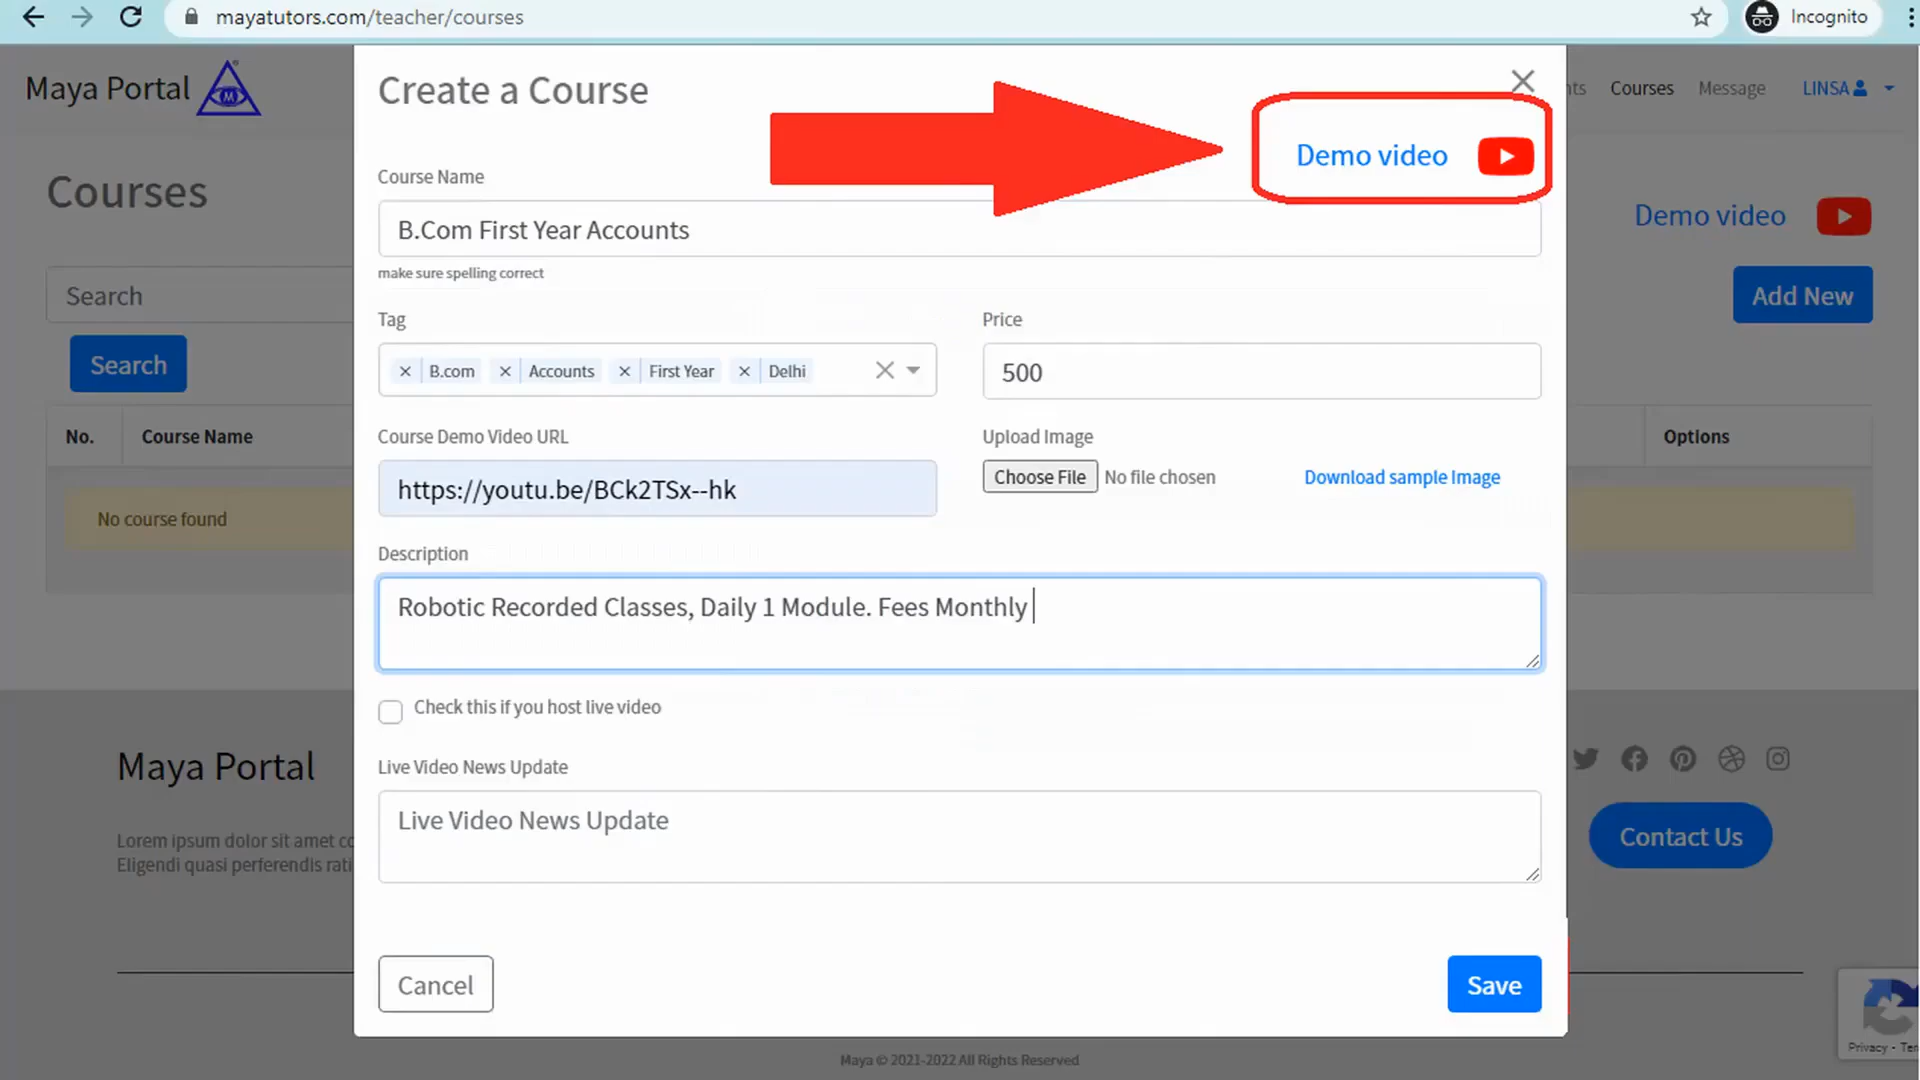 mayatutors.com/teacher/courses
Incognito
Maya Portal
M
Create a Course
nts
Courses
Message
LINSA
Demo video
Courses
Course Name
B.Com First Year Accounts
Demo video
make sure spelling correct
Search
Add New
Tag
Price
Search
× B.com × Accounts × First Year × Delhi
500
No.
Course Name
Course Demo Video URL
Upload Image
Options
https://youtu.be/BCk2TSx--hk
Choose File No file chosen
Download sample Image
No course found
Description
Robotic Recorded Classes, Daily 1 Module. Fees Monthly
Check this if you host live video
Maya Portal
Live Video News Update
Live Video News Update
Lorem ipsum dolor sit amet co
Eligendi quasi perferendis rati
Contact Us
Cancel
Save
Privacy - Ter
Maya © 2021-2022 All Rights Reserved